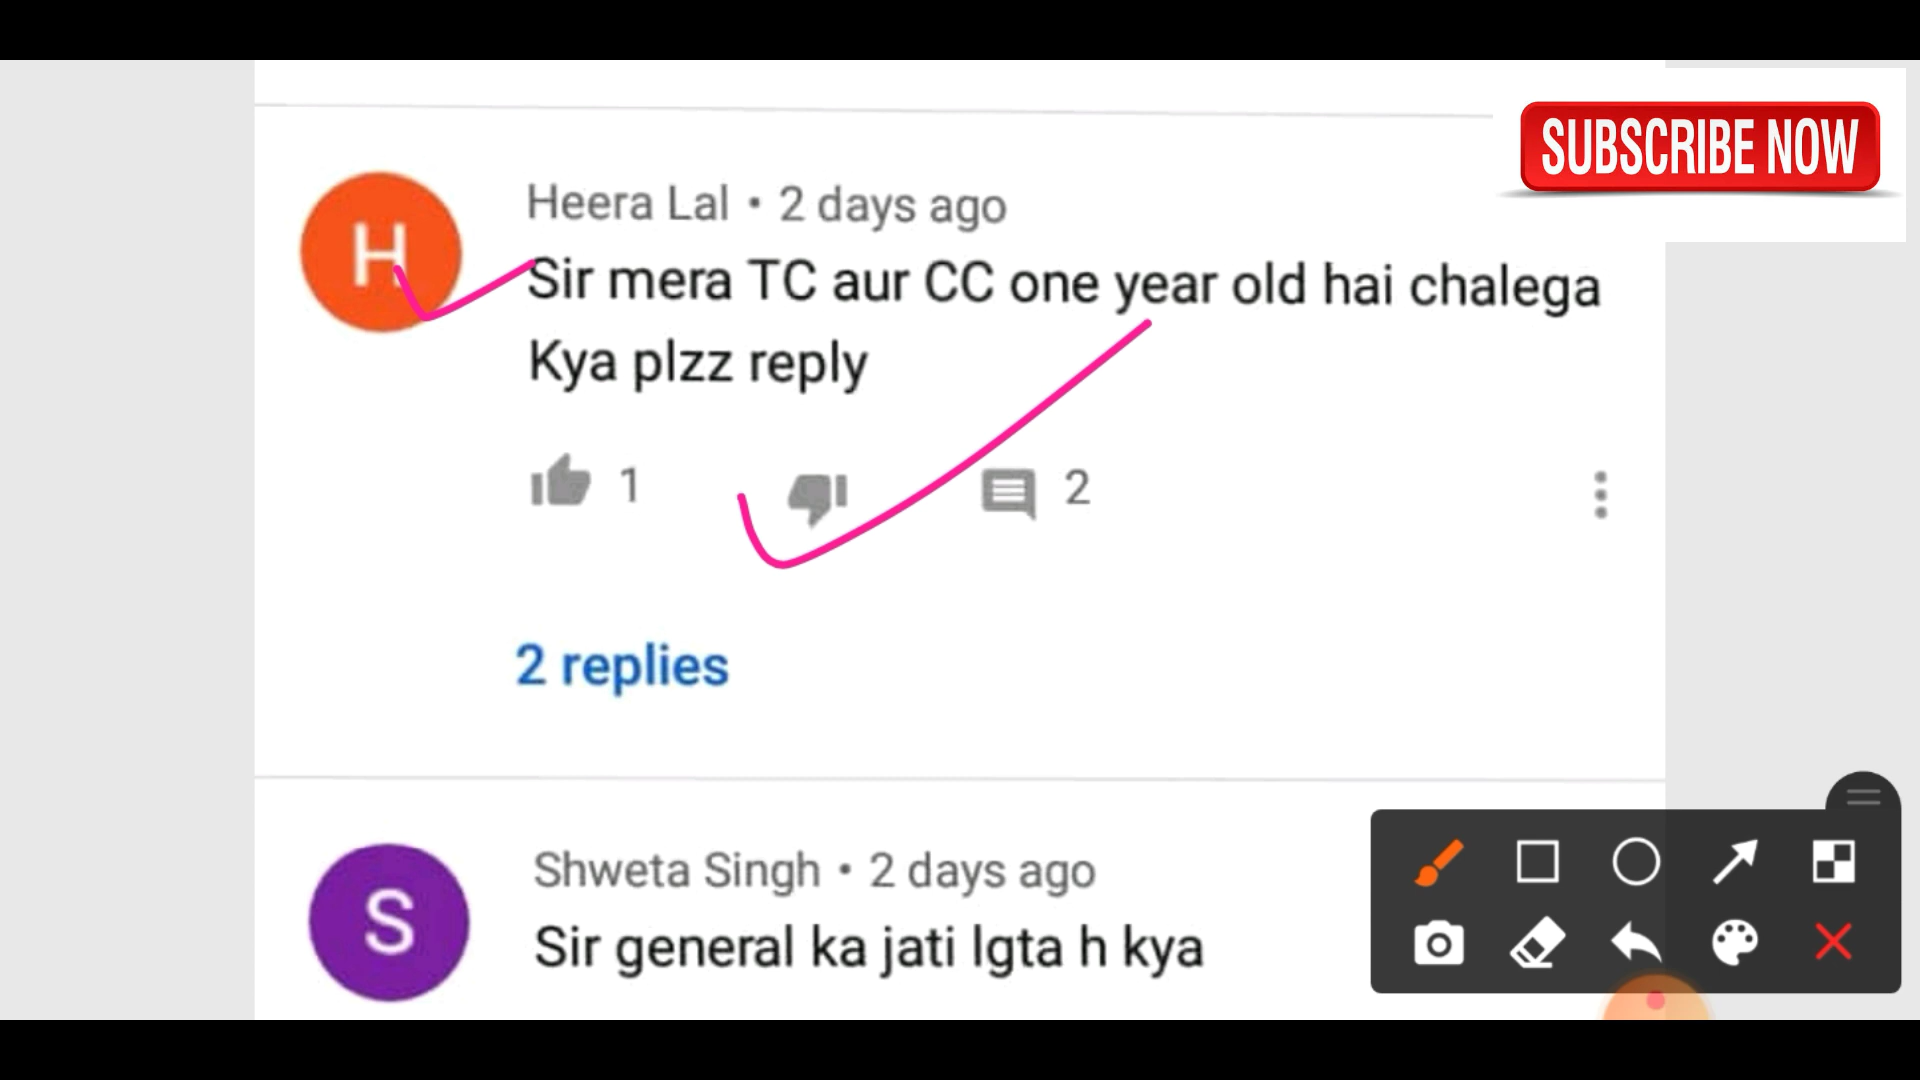 SUBSCRIBE NOW
H
Heera Lal • 2 days ago
Sir mera TC aur CC one year old hai chalega
Kya plzz reply
1
2
2 replies
S
Shweta Singh • 2 days ago
Sir general ka jati lgta h kya